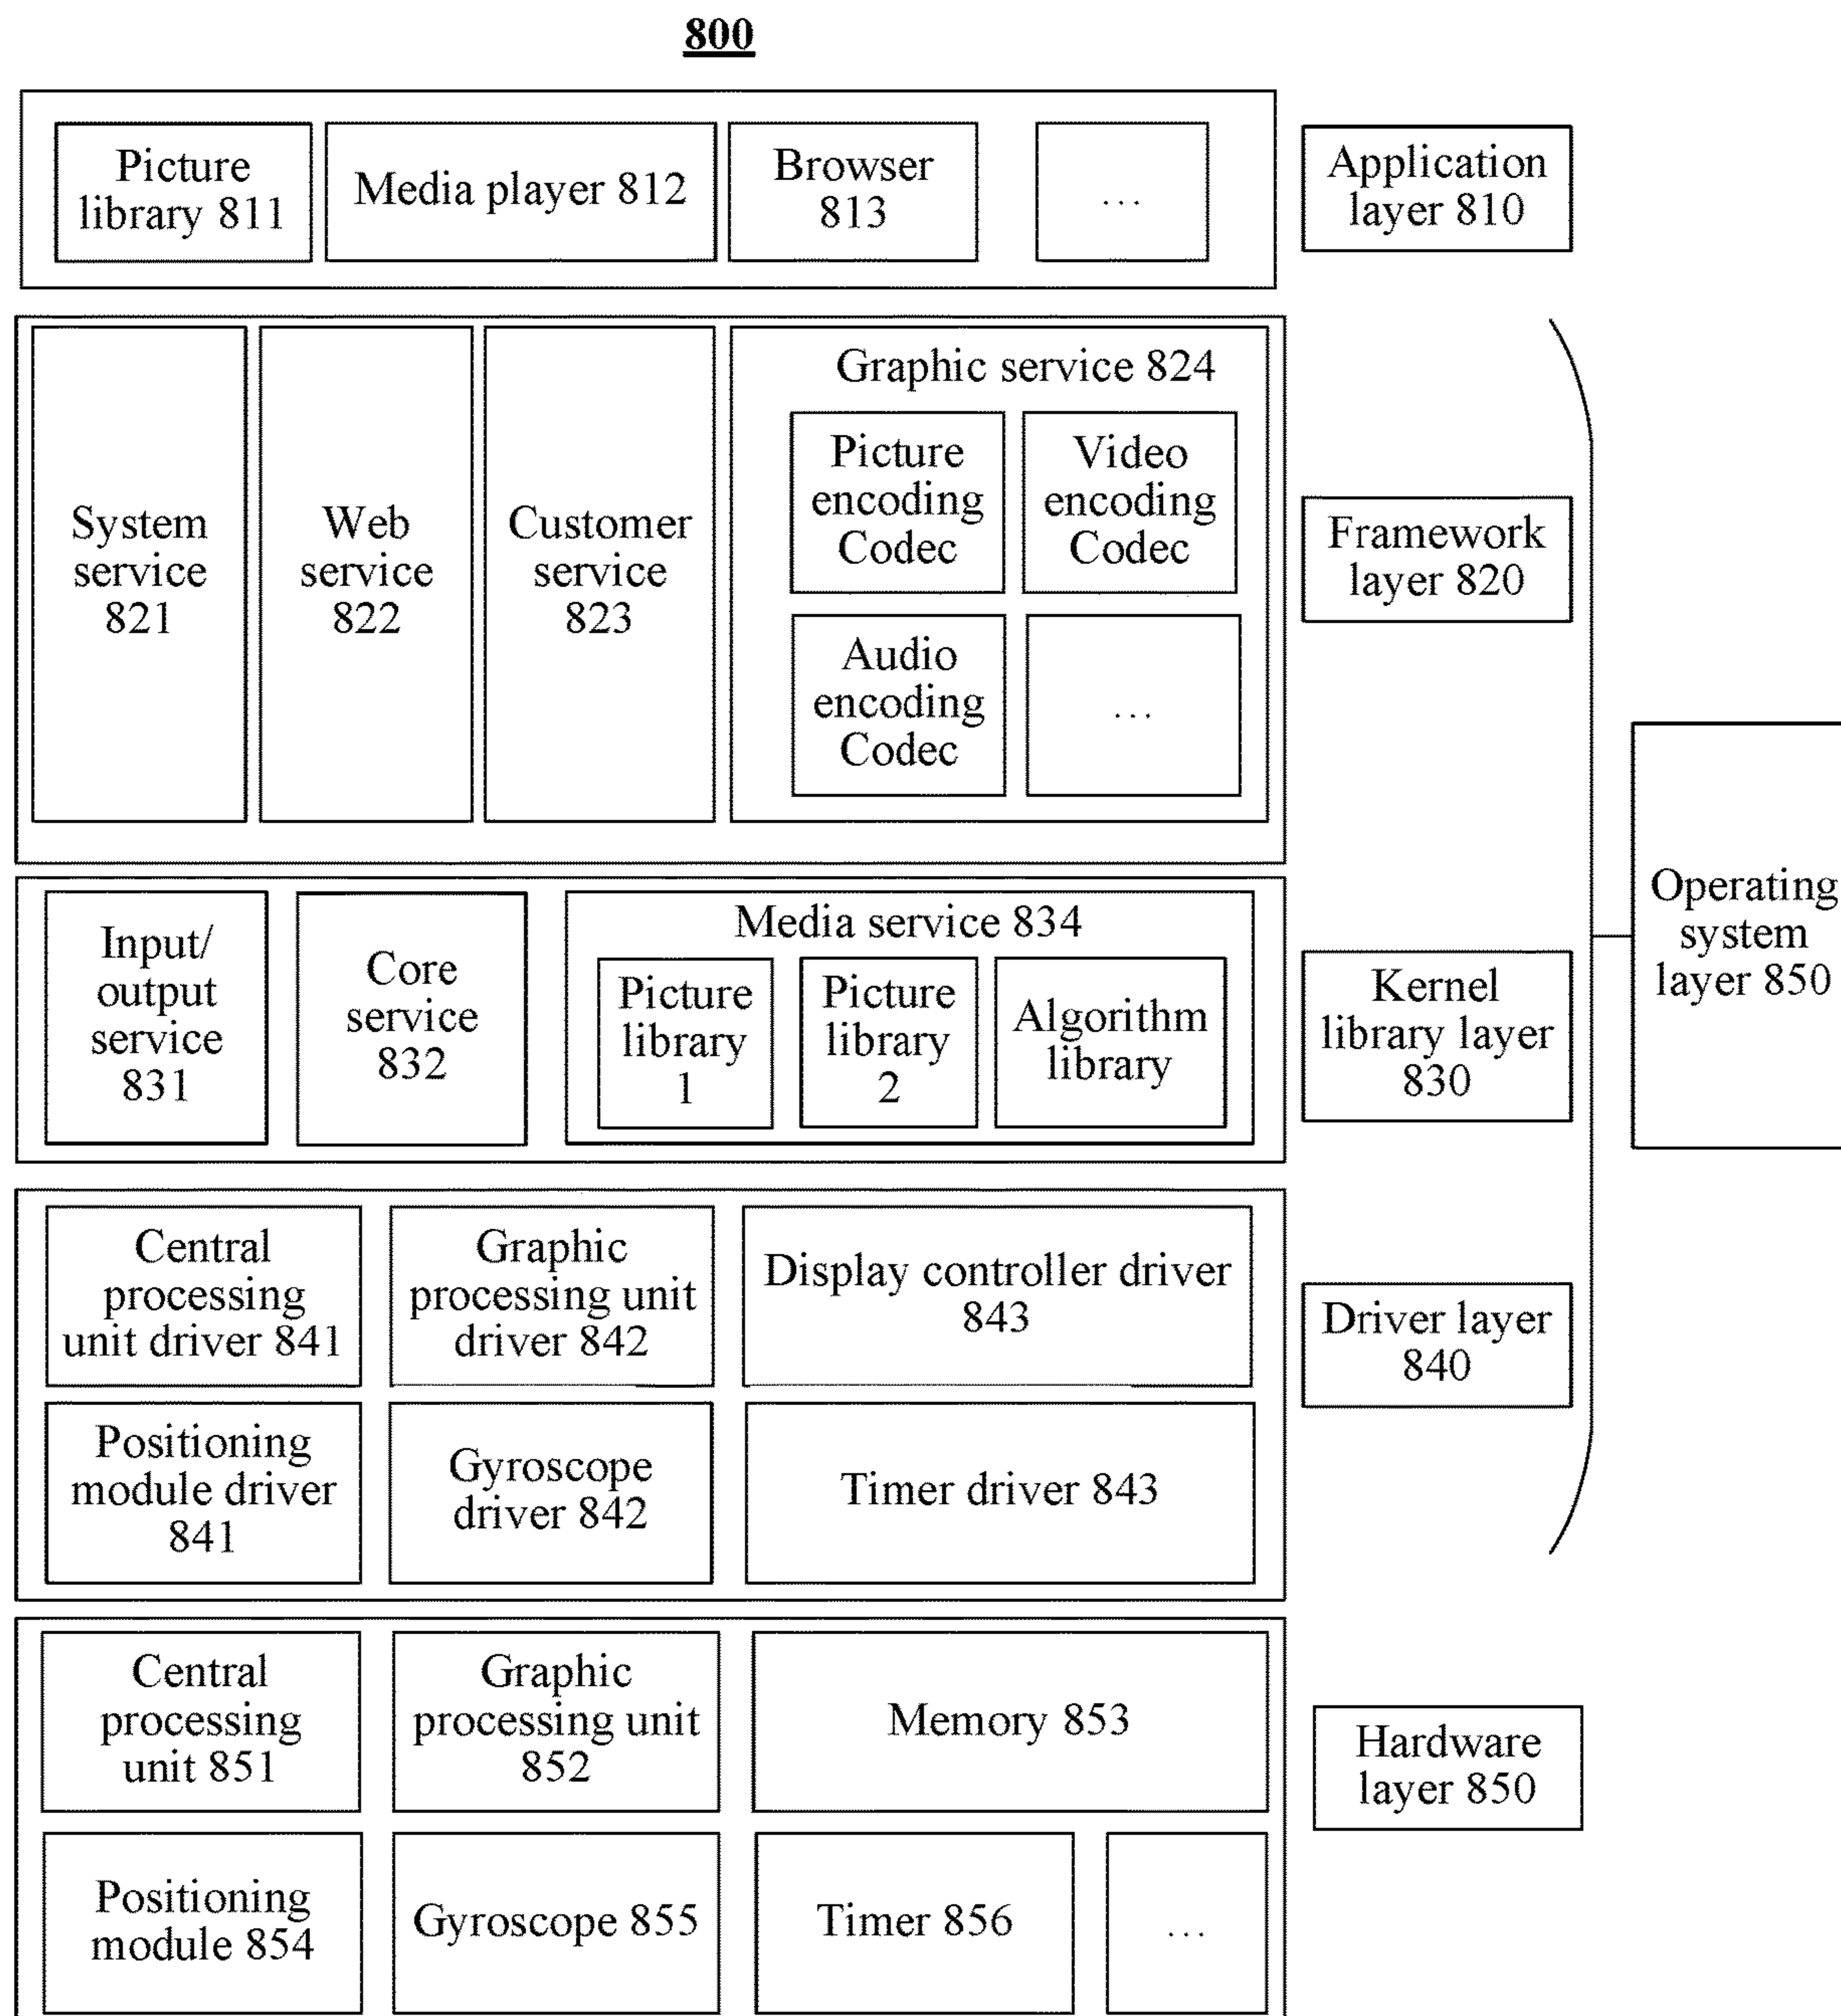 800
Picture
library 811
Media player 812
Browser
813
...
Application
layer 810
System
service
821
Web
service
822
Customer
service
823
Graphic service 824
Picture
encoding
Codec
Video
encoding
Codec
Audio
encoding
Codec
...
Framework
layer 820
Input/
output
service
831
Core
service
832
Media service 834
Picture
library
1
Picture
library
2
Algorithm
library
Kernel
library layer
830
Operating
system
layer 850
Central
processing
unit driver 841
Graphic
processing unit
driver 842
Display controller driver
843
Positioning
module driver
841
Gyroscope
driver 842
Timer driver 843
Driver layer
840
Central
processing
unit 851
Graphic
processing unit
852
Memory 853
Positioning
module 854
Gyroscope 855
Timer 856
...
Hardware
layer 850